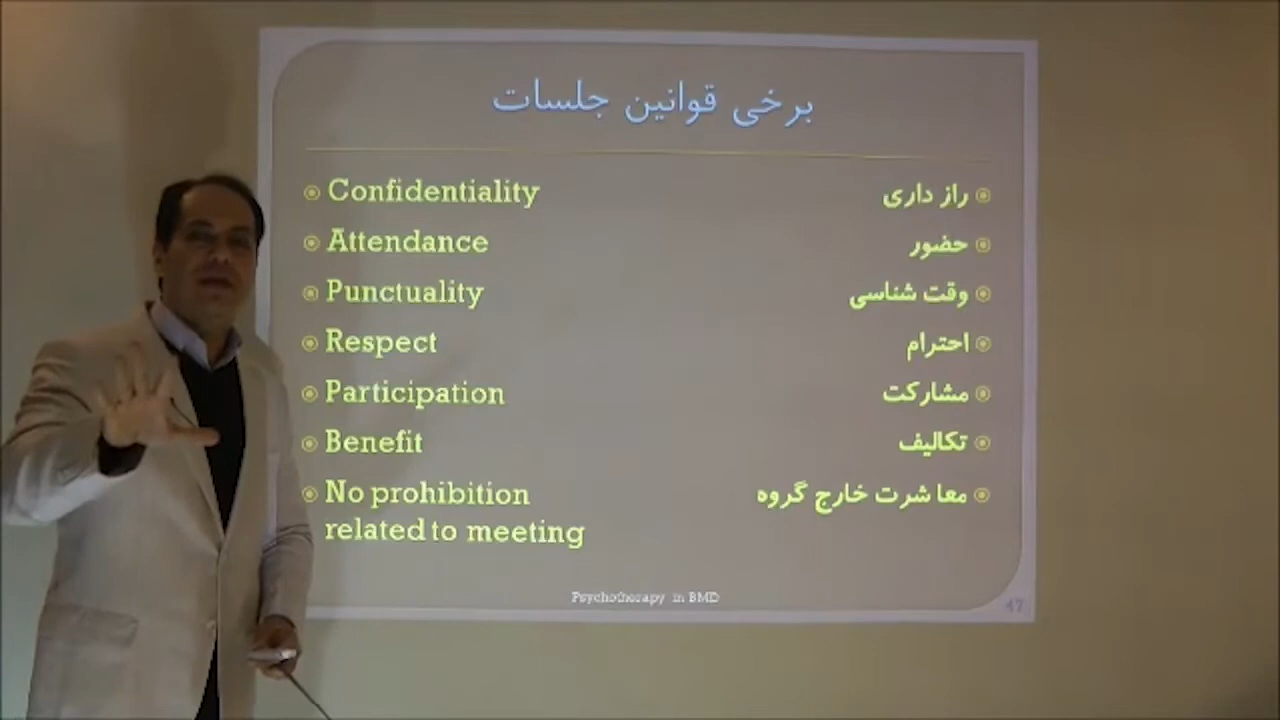 برخی قوانین جلسات
Confidentiality
راز داری
Attendance
حضور
Punctuality
وقت شناسی
Respect
احترام
Participation
مشارکت
Benefit
تکالیف
No prohibition
related to meeting
معا شرت خارج گروه
Psychotherapy in BMD
47